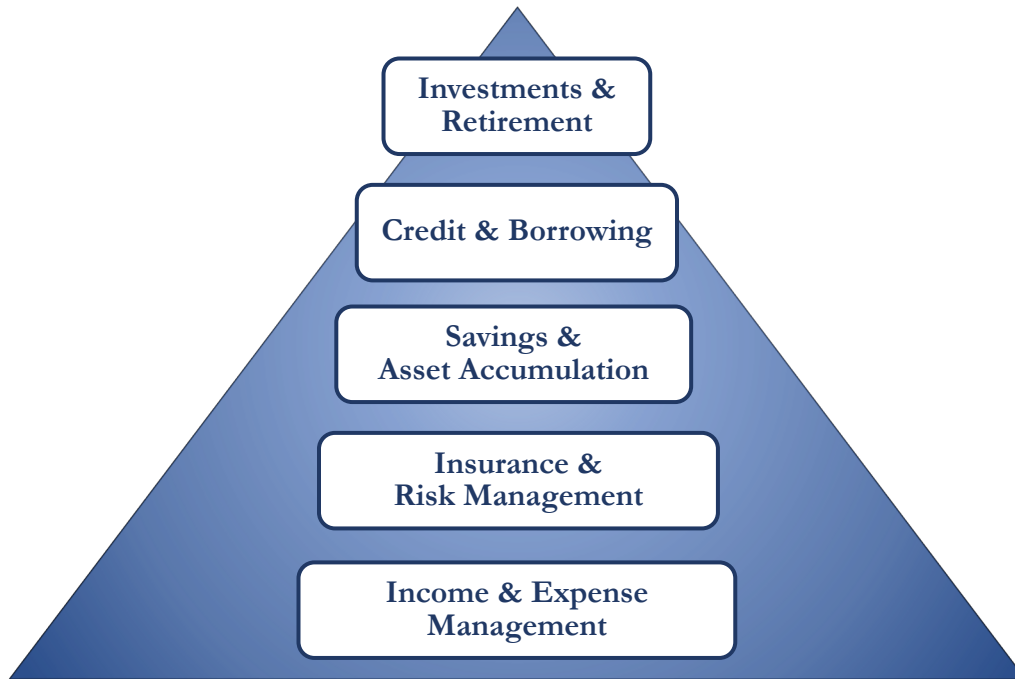 Investments &
Retirement
Credit & Borrowing
Savings &
Asset Accumulation
Insurance &
Risk Management
Income & Expense
Management